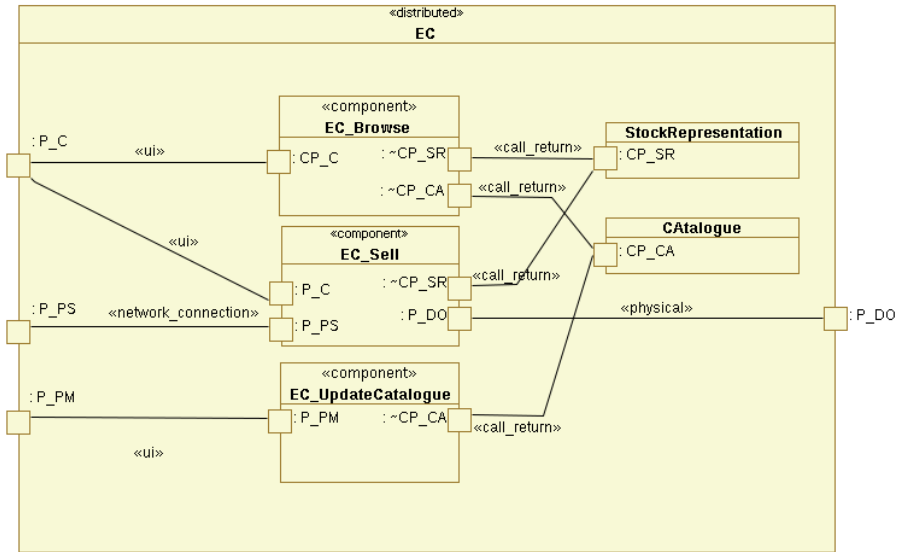 «distributed»
EC
: P_C
«ui»
«ui»
«component»
EC_Browse
: CP_C
: ~CP_SR
: ~CP_CA
«call_return»
«call_return»
StockRepresentation
: CP_SR
CAtalogue
: CP_CA
«component»
EC_Sell
: P_C
: ~CP_SR
«call_return»
: P_PS
«network_connection»
: P_PS
: P_DO
«physical»
: P_DO
«component»
EC_UpdateCatalogue
: P_PM
: P_PM
: ~CP_CA
«call_return»
«ui»